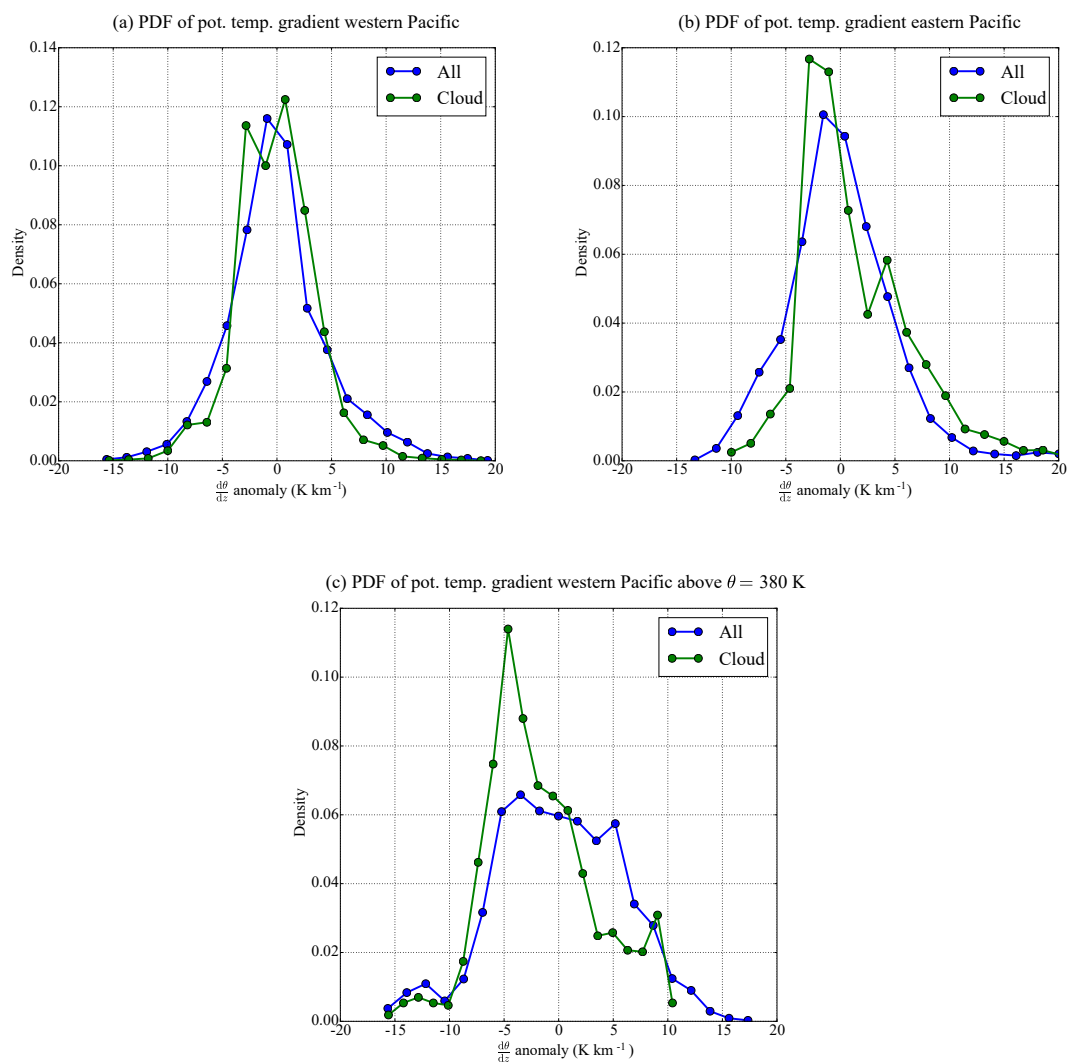 (a) PDF of pot. temp. gradient western Pacific
0.14
0.12
0.10
0.08
0.06
0.04
0.02
0.00
Density
All
Cloud
-20 -15 -10 -5 0 5 10 15 20
dθ/dz anomaly (K km⁻¹)
(b) PDF of pot. temp. gradient eastern Pacific
0.12
0.10
0.08
0.06
0.04
0.02
0.00
Density
All
Cloud
-20 -15 -10 -5 0 5 10 15 20
dθ/dz anomaly (K km⁻¹)
(c) PDF of pot. temp. gradient western Pacific above θ = 380 K
0.12
0.10
0.08
0.06
0.04
0.02
0.00
Density
All
Cloud
-20 -15 -10 -5 0 5 10 15 20
dθ/dz anomaly (K km⁻¹)